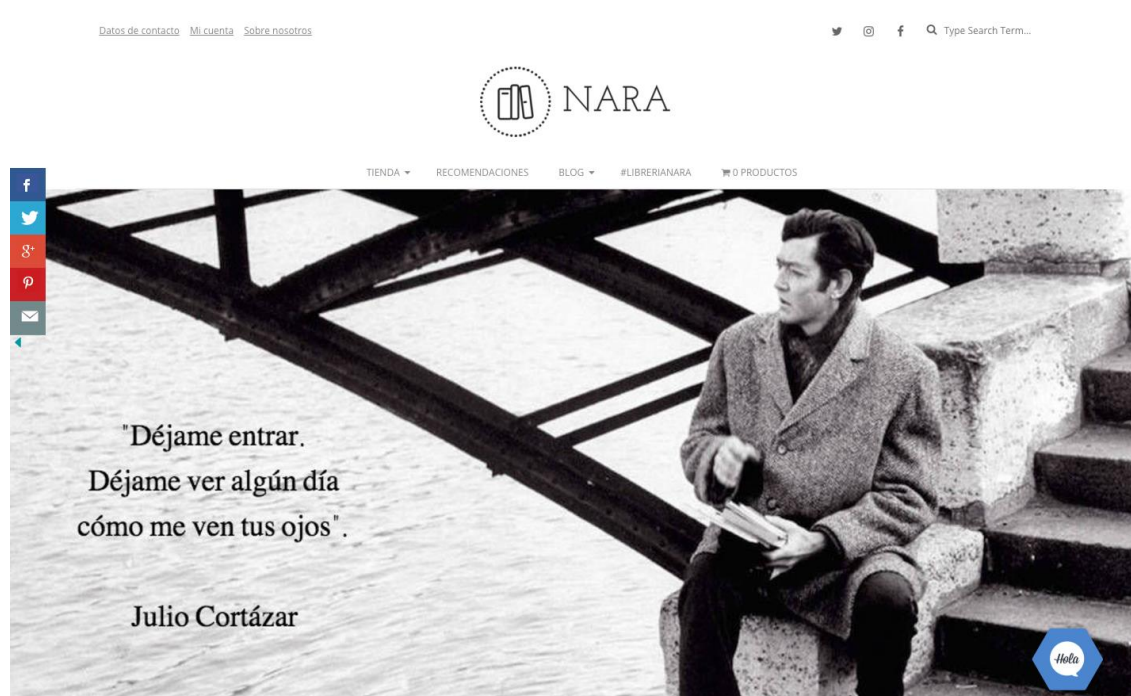 Datos de contacto Mi cuenta Sobre nosotros
Type Search Term...
NARA
TIENDA RECOMENDACIONES BLOG #LIBRERIANARA 0 PRODUCTOS
"Déjame entrar.
Déjame ver algún día
cómo me ven tus ojos".
Julio Cortázar
Hola